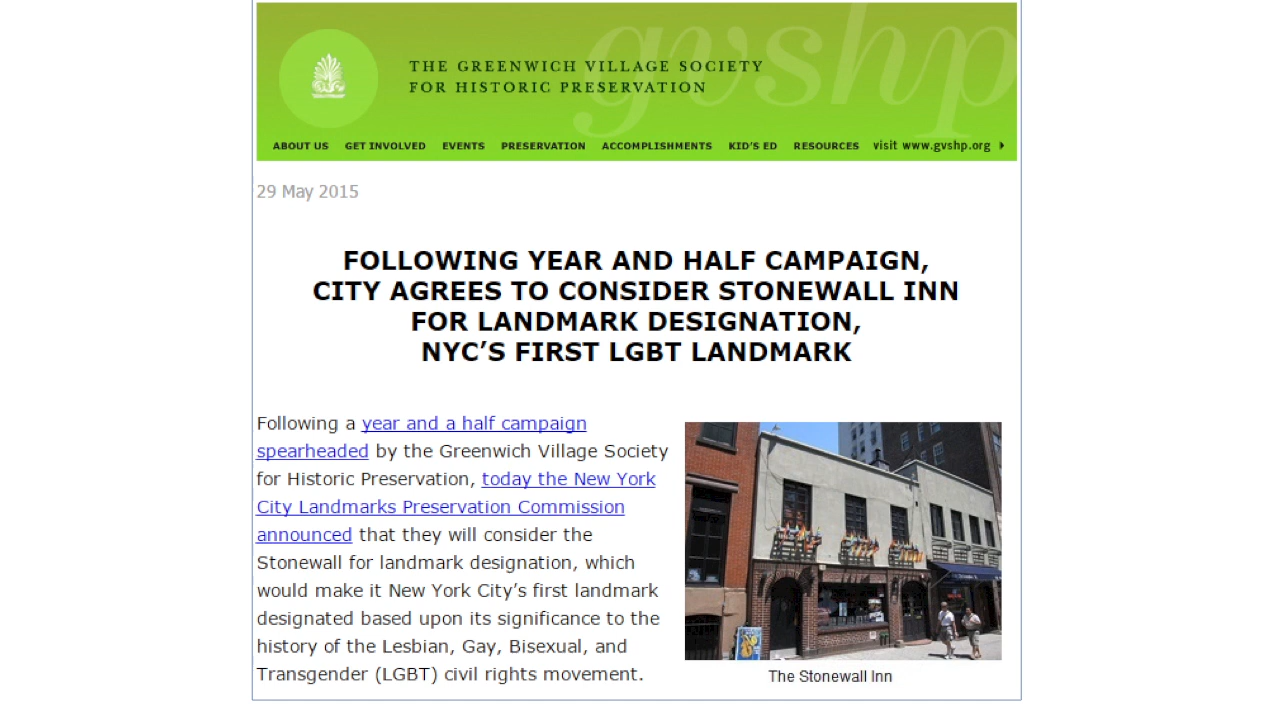 gvshp
THE GREENWICH VILLAGE SOCIETY
FOR HISTORIC PRESERVATION
ABOUT US GET INVOLVED EVENTS PRESERVATION ACCOMPLISHMENTS KID'S ED RESOURCES visit www.gvshp.org
29 May 2015
FOLLOWING YEAR AND HALF CAMPAIGN,
CITY AGREES TO CONSIDER STONEWALL INN
FOR LANDMARK DESIGNATION,
NYC’S FIRST LGBT LANDMARK
Following a year and a half campaign
spearheaded by the Greenwich Village Society
for Historic Preservation, today the New York
City Landmarks Preservation Commission
announced that they will consider the
Stonewall for landmark designation, which
would make it New York City’s first landmark
designated based upon its significance to the
history of the Lesbian, Gay, Bisexual, and
Transgender (LGBT) civil rights movement.
The Stonewall Inn